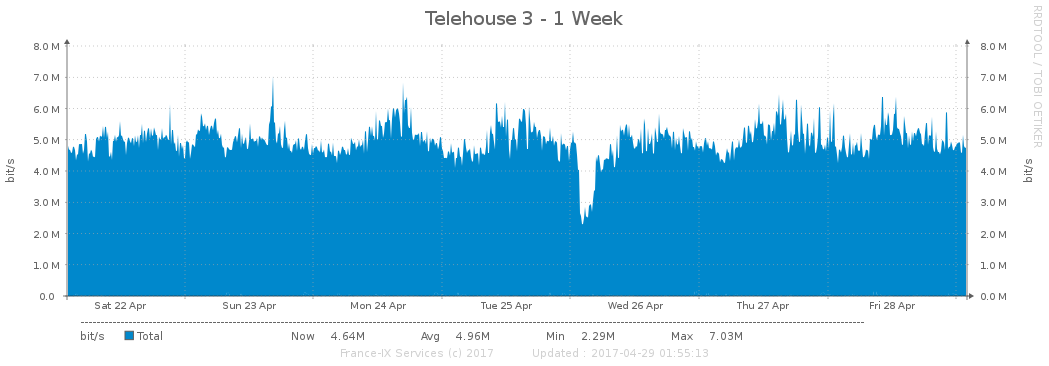 Telehouse 3 - 1 Week
RRDTOOL / TOBI OETIKER
8.0 M 8.0 M
7.0 M 7.0 M
6.0 M 6.0 M
5.0 M 5.0 M
4.0 M 4.0 M
3.0 M 3.0 M
2.0 M 2.0 M
1.0 M 1.0 M
0.0 0.0 M
bit/s
bit/s
Sat 22 Apr Sun 23 Apr Mon 24 Apr Tue 25 Apr Wed 26 Apr Thu 27 Apr Fri 28 Apr
bit/s Total Now 4.64M Avg 4.96M Min 2.29M Max 7.03M
France-IX Services (c) 2017 Updated : 2017-04-29 01:55:13